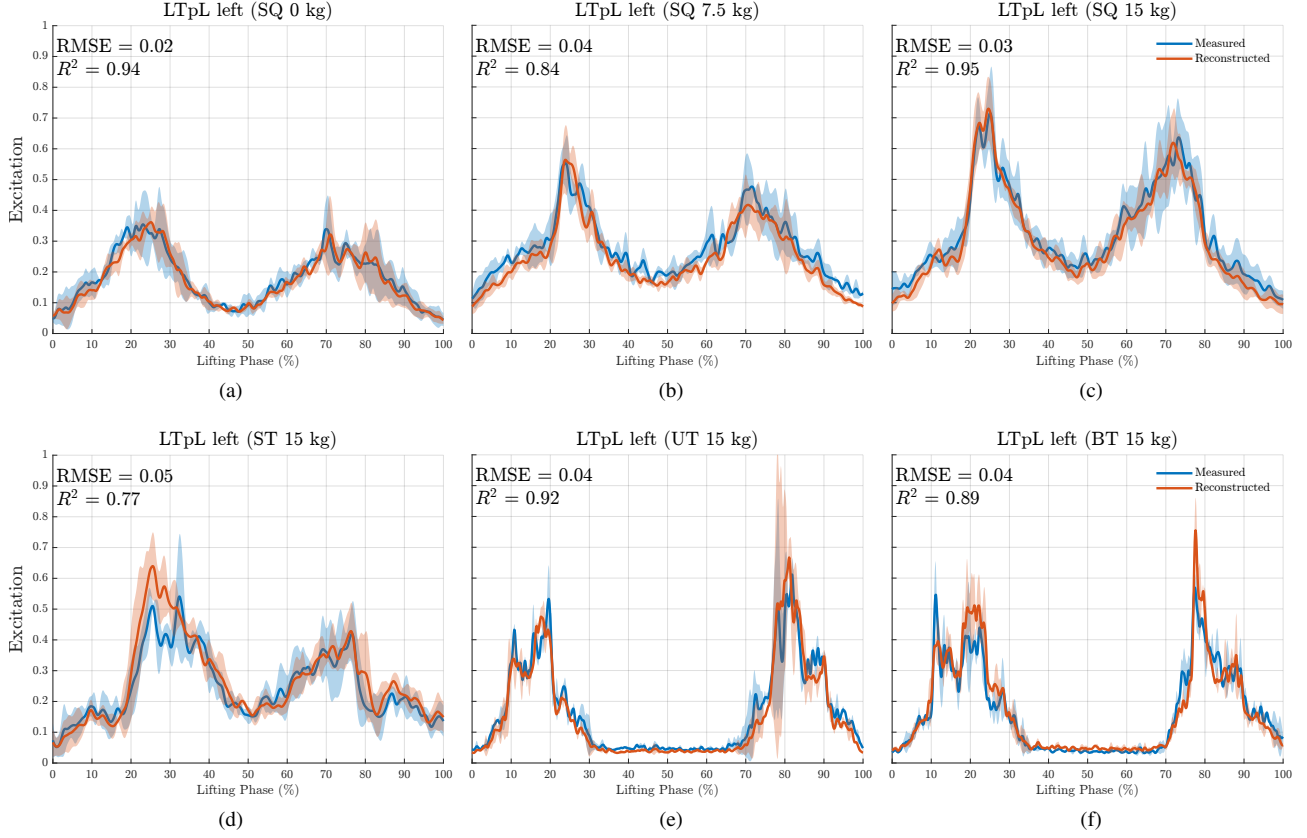 LTpL left (SQ 0 kg)
RMSE = 0.02
R² = 0.94
Excitation
1
0.9
0.8
0.7
0.6
0.5
0.4
0.3
0.2
0.1
0
0 10 20 30 40 50 60 70 80 90 100
Lifting Phase (%)
(a)
LTpL left (SQ 7.5 kg)
RMSE = 0.04
R² = 0.84
0 10 20 30 40 50 60 70 80 90 100
Lifting Phase (%)
(b)
LTpL left (SQ 15 kg)
RMSE = 0.03
R² = 0.95
Measured
Reconstructed
0 10 20 30 40 50 60 70 80 90 100
Lifting Phase (%)
(c)
LTpL left (ST 15 kg)
RMSE = 0.05
R² = 0.77
Excitation
1
0.9
0.8
0.7
0.6
0.5
0.4
0.3
0.2
0.1
0
0 10 20 30 40 50 60 70 80 90 100
Lifting Phase (%)
(d)
LTpL left (UT 15 kg)
RMSE = 0.04
R² = 0.92
0 10 20 30 40 50 60 70 80 90 100
Lifting Phase (%)
(e)
LTpL left (BT 15 kg)
RMSE = 0.04
R² = 0.89
Measured
Reconstructed
0 10 20 30 40 50 60 70 80 90 100
Lifting Phase (%)
(f)